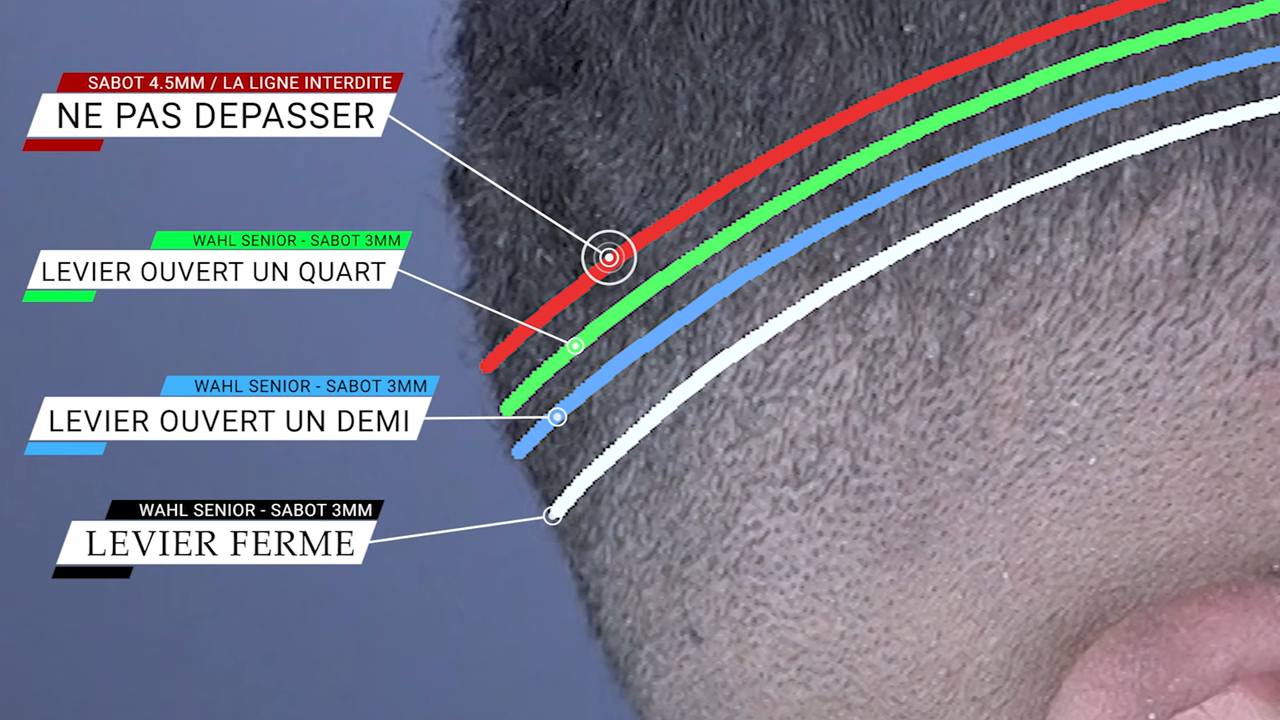 SABOT 4.5MM / LA LIGNE INTERDITE
NE PAS DEPASSER
WAHL SENIOR - SABOT 3MM
LEVIER OUVERT UN QUART
WAHL SENIOR - SABOT 3MM
LEVIER OUVERT UN DEMI
WAHL SENIOR - SABOT 3MM
LEVIER FERME